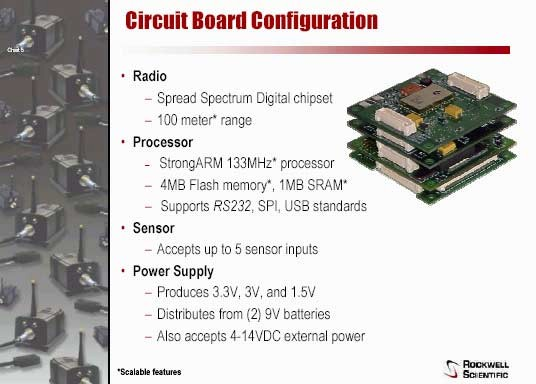 Circuit Board Configuration
Chart 5
• Radio
– Spread Spectrum Digital chipset
– 100 meter* range
• Processor
– StrongARM 133MHz* processor
– 4MB Flash memory*, 1MB SRAM*
– Supports RS232, SPI, USB standards
• Sensor
– Accepts up to 5 sensor inputs
• Power Supply
– Produces 3.3V, 3V, and 1.5V
– Distributes from (2) 9V batteries
– Also accepts 4-14VDC external power
*Scalable features
ROCKWELL
SCIENTIFIC